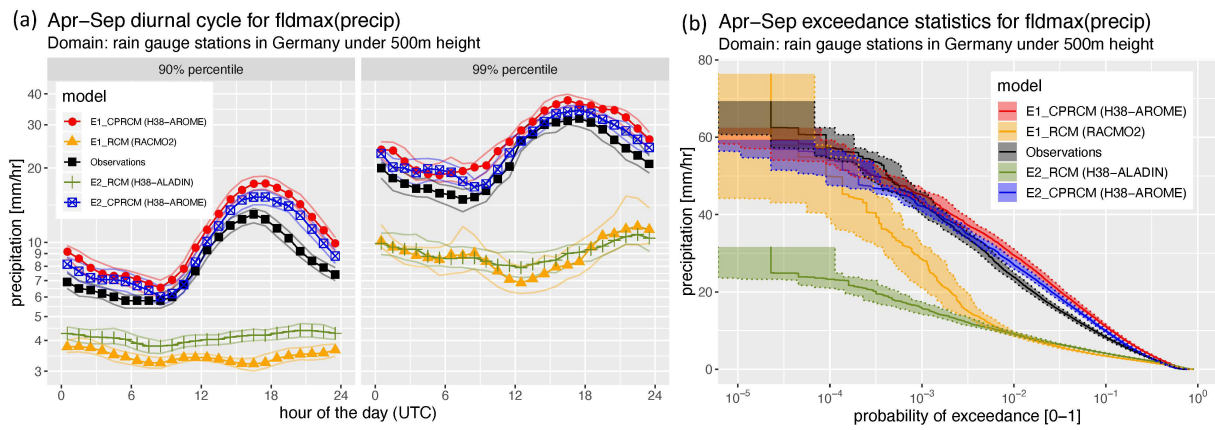 (a) Apr−Sep diurnal cycle for fldmax(precip)
Domain: rain gauge stations in Germany under 500m height
90% percentile
99% percentile
model
E1_CPRCM (H38−AROME)
E1_RCM (RACMO2)
Observations
E2_RCM (H38−ALADIN)
E2_CPRCM (H38−AROME)
precipitation [mm/hr]
40
30
20
10
9
8
7
6
5
4
3
0 6 12 18 24 0 6 12 18 24
hour of the day (UTC)
(b) Apr−Sep exceedance statistics for fldmax(precip)
Domain: rain gauge stations in Germany under 500m height
model
E1_CPRCM (H38−AROME)
E1_RCM (RACMO2)
Observations
E2_RCM (H38−ALADIN)
E2_CPRCM (H38−AROME)
precipitation [mm/hr]
80
60
40
20
0
10⁻⁵ 10⁻⁴ 10⁻³ 10⁻² 10⁻¹ 10⁰
probability of exceedance [0−1]